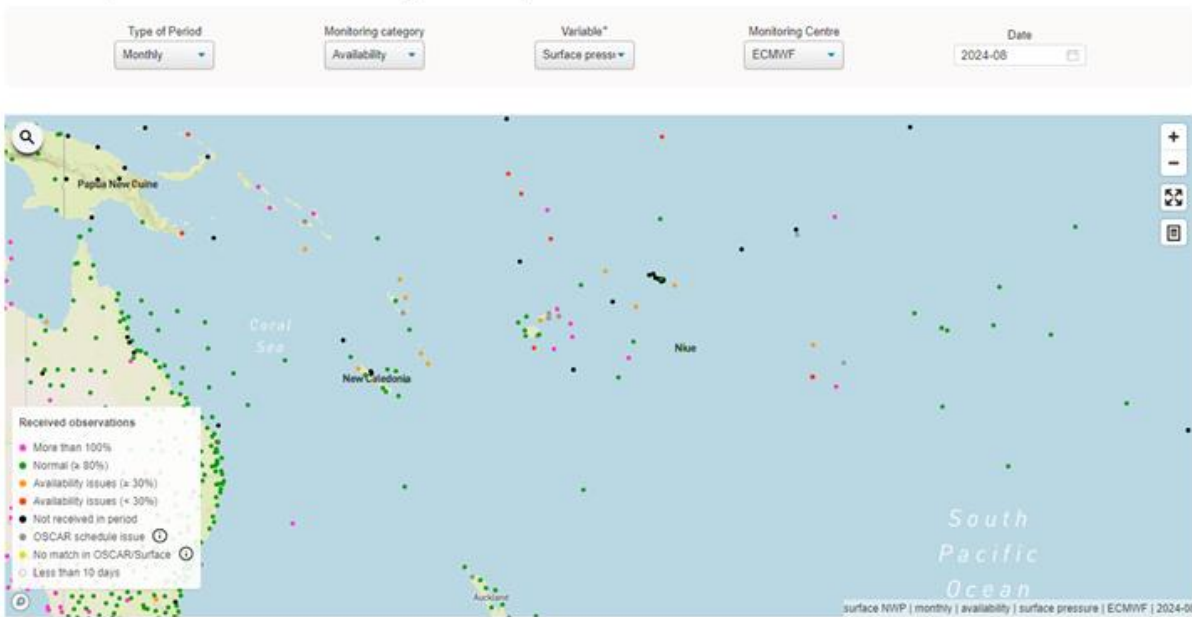 Type of Period
Monitoring category
Variable*
Monitoring Centre
Date
Monthly
Availability
Surface press
ECMWF
2024-08
Papua New Guine
Coral
Sea
New Caledonia
Niue
Received observations
More than 100%
Normal (≥ 80%)
Availability issues (≥ 30%)
Availability issues (< 30%)
Not received in period
OSCAR schedule issue
No match in OSCAR/Surface
Less than 10 days
South
Pacific
Ocean
Auckland
surface NWP | monthly | availability | surface pressure | ECMWF | 2024-08